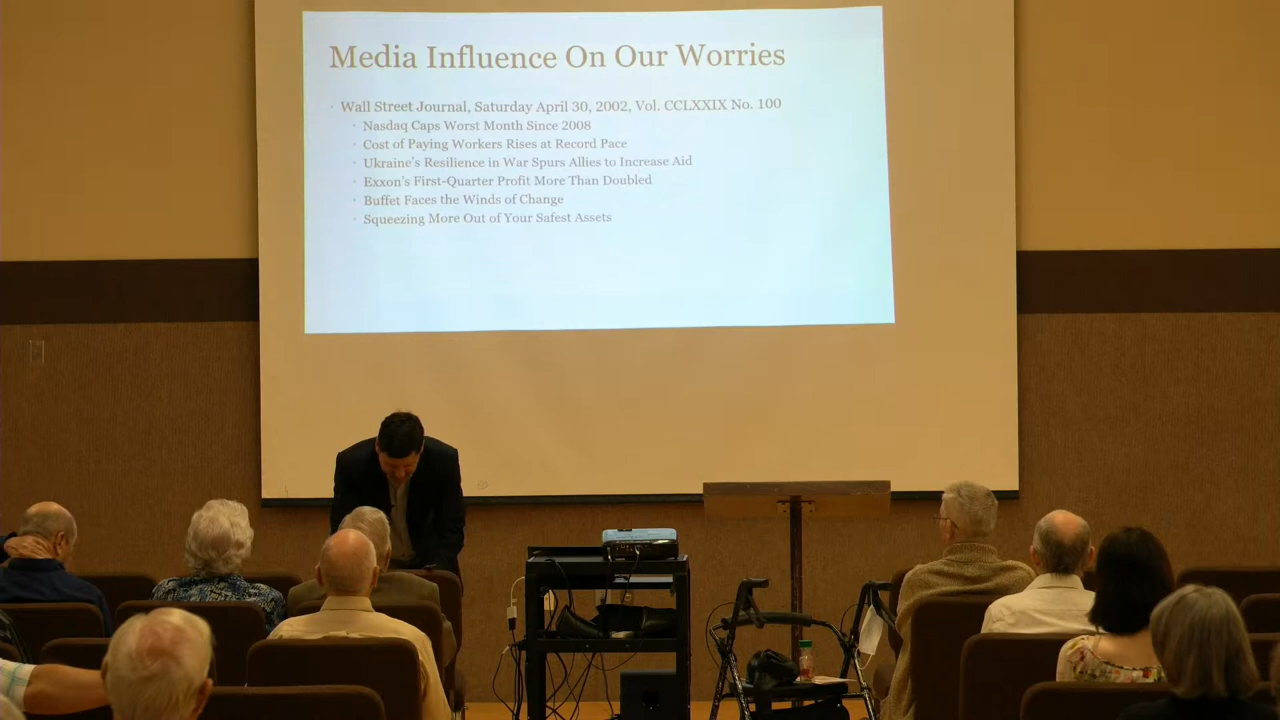 Media Influence On Our Worries
Wall Street Journal, Saturday April 30, 2002, Vol. CCLXXIX No. 100
Nasdaq Caps Worst Month Since 2008
Cost of Paying Workers Rises at Record Pace
Ukraine's Resilience in War Spurs Allies to Increase Aid
Exxon's First-Quarter Profit More Than Doubled
Buffet Faces the Winds of Change
Squeezing More Out of Your Safest Assets